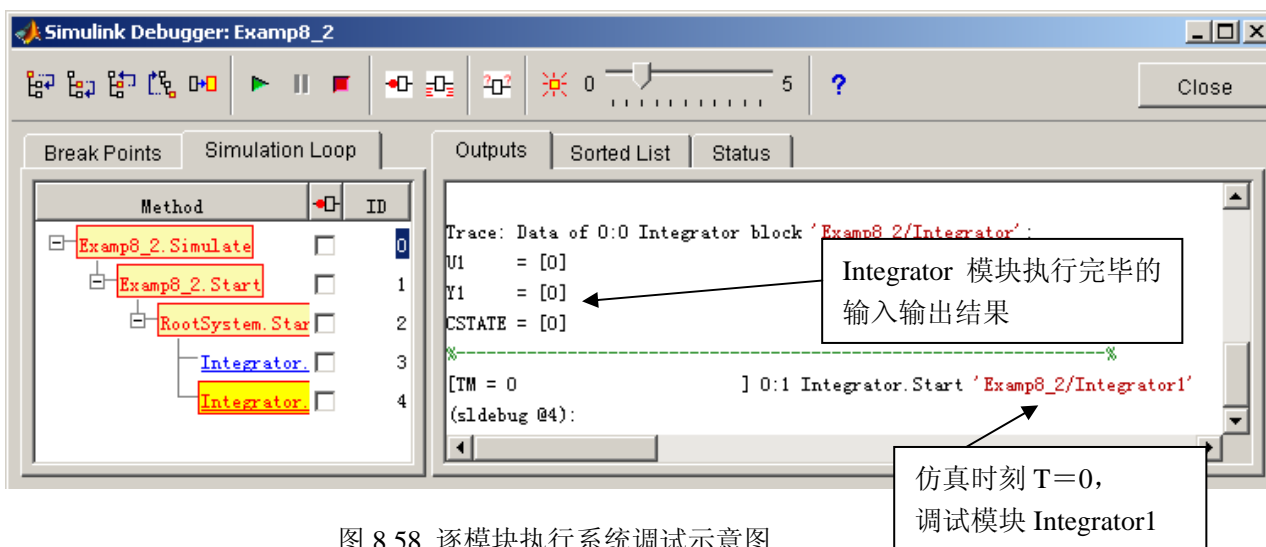 Simulink Debugger: Examp8_2
0 5 ? Close
Break Points Simulation Loop
Outputs Sorted List Status
Method ID
Examp8_2.Simulate 0
Examp8_2.Start 1
RootSystem.Star 2
Integrator. 3
Integrator. 4
Trace: Data of 0:0 Integrator block 'Examp8_2/Integrator':
U1 = [0]
Y1 = [0]
CSTATE = [0]
%----------------------------------------------------------------%
[TM = 0 ] 0:1 Integrator.Start 'Examp8_2/Integrator1'
(sldebug @4):
Integrator 模块执行完毕的
输入输出结果
仿真时刻 T＝0，
调试模块 Integrator1
图 8.58 逐模块执行系统调试示意图